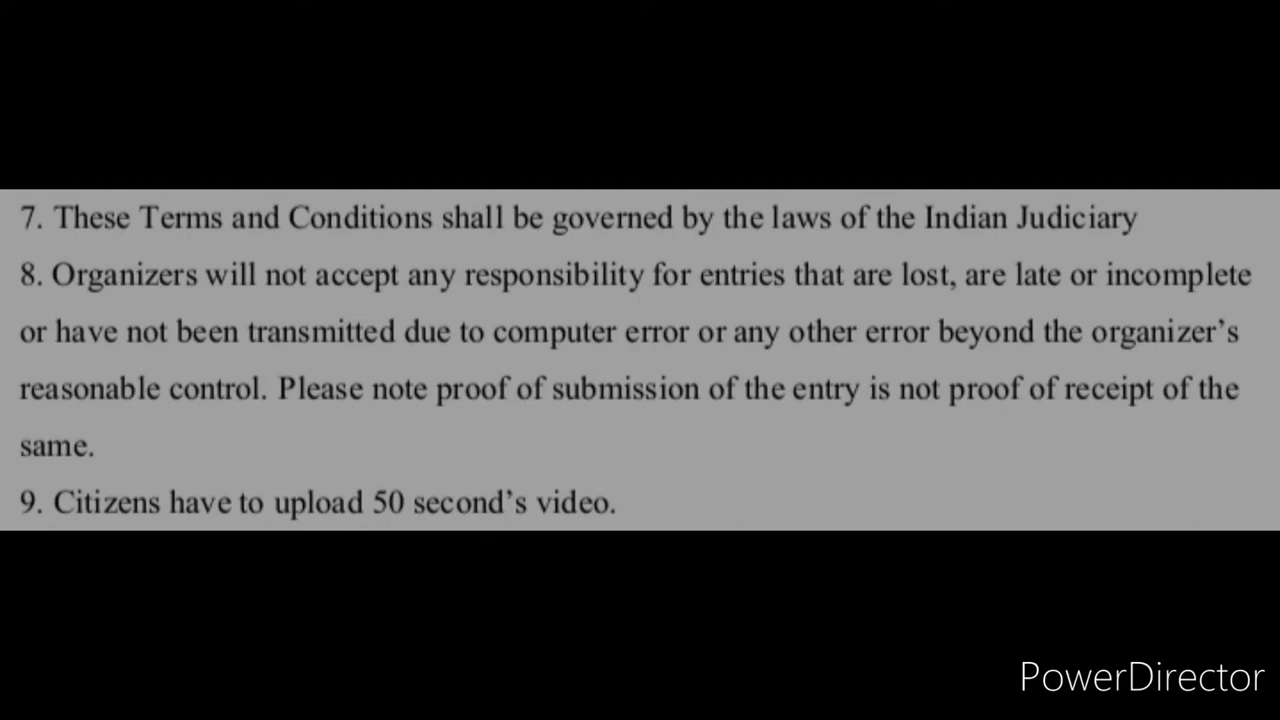 7. These Terms and Conditions shall be governed by the laws of the Indian Judiciary
8. Organizers will not accept any responsibility for entries that are lost, are late or incomplete
or have not been transmitted due to computer error or any other error beyond the organizer’s
reasonable control. Please note proof of submission of the entry is not proof of receipt of the
same.
9. Citizens have to upload 50 second’s video.
PowerDirector